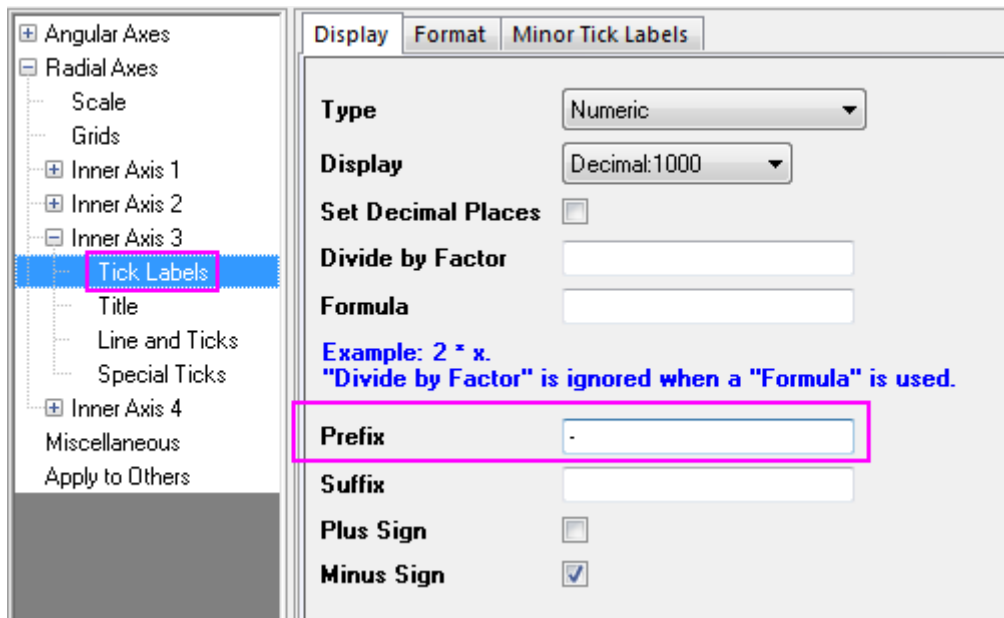 Angular Axes
Radial Axes
Scale
Grids
Inner Axis 1
Inner Axis 2
Inner Axis 3
Tick Labels
Title
Line and Ticks
Special Ticks
Inner Axis 4
Miscellaneous
Apply to Others
Display Format Minor Tick Labels
Type Numeric
Display Decimal:1000
Set Decimal Places
Divide by Factor
Formula
Example: 2 * x.
"Divide by Factor" is ignored when a "Formula" is used.
Prefix -
Suffix
Plus Sign
Minus Sign